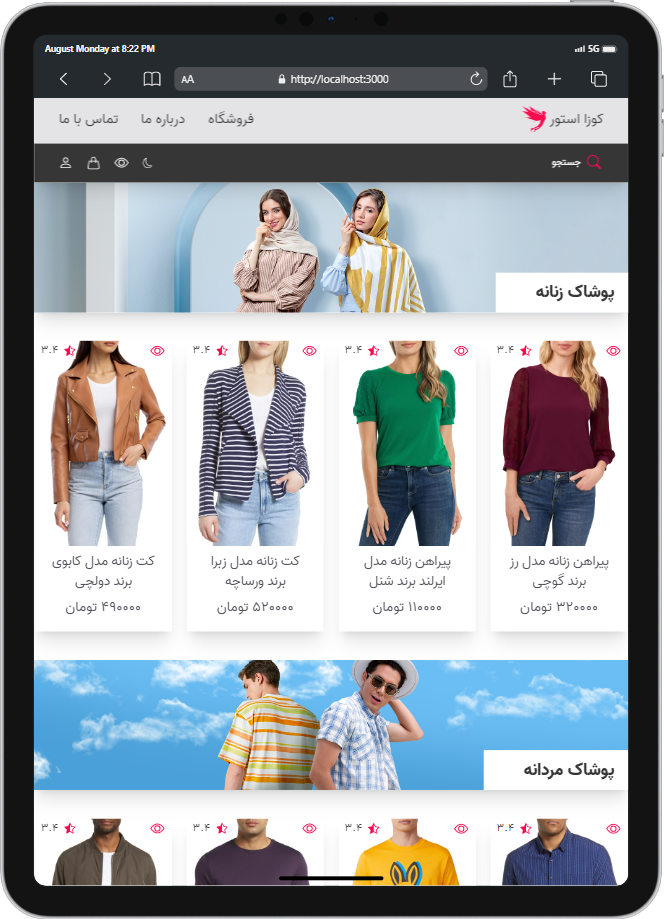 August Monday at 8:22 PM
5G
AA
http://localhost:3000
کوزا استور
فروشگاه
درباره ما
تماس با ما
جستجو
پوشاک زنانه
۳.۴
۳.۴
۳.۴
۳.۴
پیراهن زنانه مدل رز
برند گوچی
۳۲۰۰۰۰ تومان
پیراهن زنانه مدل
ایرلند برند شنل
۱۱۰۰۰۰ تومان
کت زنانه مدل زبرا
برند ورساچه
۵۲۰۰۰۰ تومان
کت زنانه مدل کابوی
برند دولچی
۴۹۰۰۰۰ تومان
پوشاک مردانه
۳.۴
۳.۴
۳.۴
۳.۴